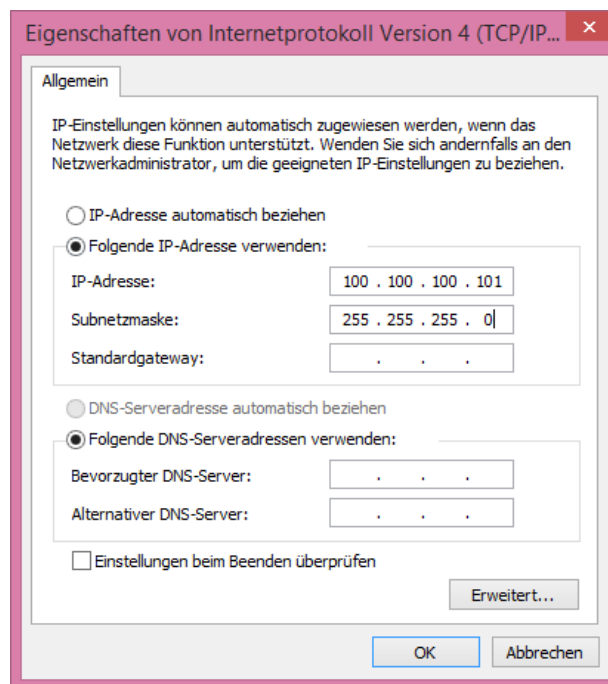 Eigenschaften von Internetprotokoll Version 4 (TCP/IP...
Allgemein
IP-Einstellungen können automatisch zugewiesen werden, wenn das
Netzwerk diese Funktion unterstützt. Wenden Sie sich andernfalls an den
Netzwerkadministrator, um die geeigneten IP-Einstellungen zu beziehen.
IP-Adresse automatisch beziehen
Folgende IP-Adresse verwenden:
IP-Adresse: 100 . 100 . 100 . 101
Subnetzmaske: 255 . 255 . 255 . 0
Standardgateway: . . .
DNS-Serveradresse automatisch beziehen
Folgende DNS-Serveradressen verwenden:
Bevorzugter DNS-Server: . . .
Alternativer DNS-Server: . . .
Einstellungen beim Beenden überprüfen
Erweitert...
OK Abbrechen